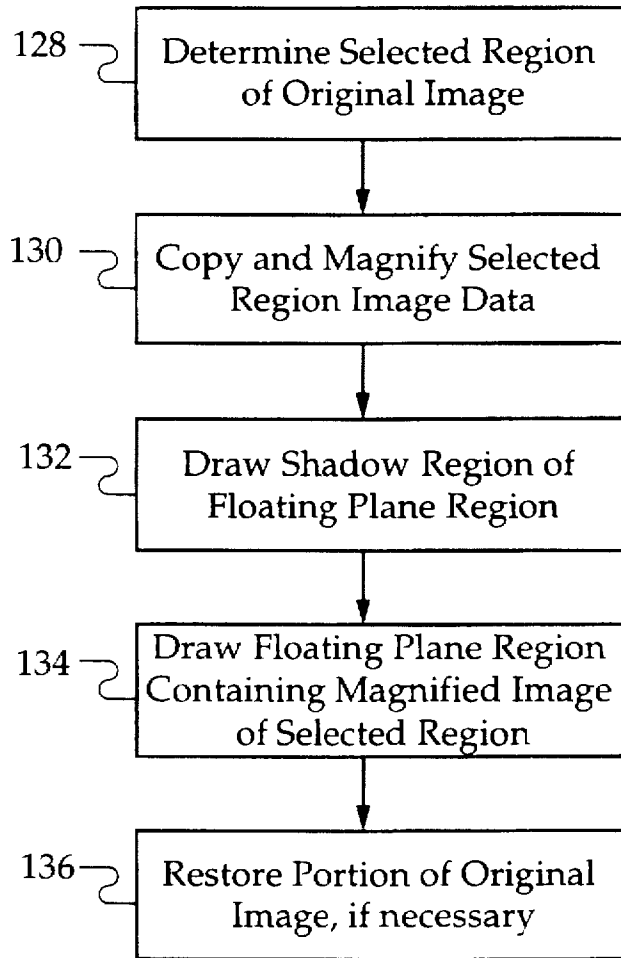 128
Determine Selected Region
of Original Image
130
Copy and Magnify Selected
Region Image Data
132
Draw Shadow Region of
Floating Plane Region
134
Draw Floating Plane Region
Containing Magnified Image
of Selected Region
136
Restore Portion of Original
Image, if necessary